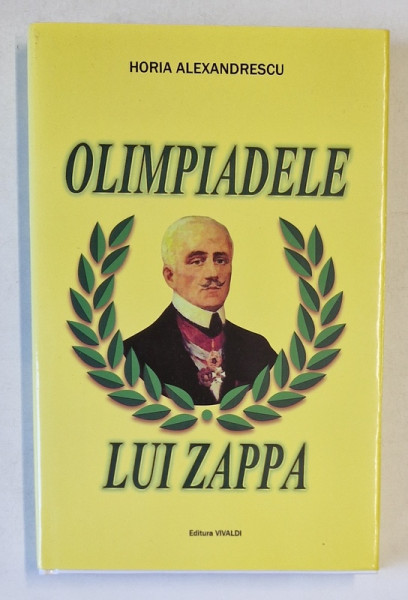 HORIA ALEXANDRESCU
OLIMPIADELE
LUI ZAPPA
Editura VIVALDI